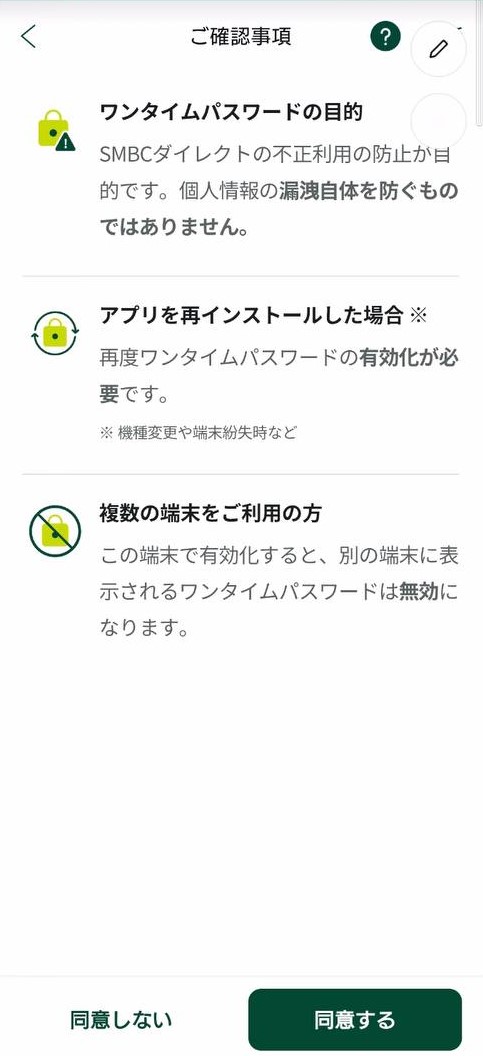 ご確認事項
?
ワンタイムパスワードの目的
SMBCダイレクトの不正利用の防止が目
的です。個人情報の漏洩自体を防ぐもの
ではありません。
アプリを再インストールした場合 ※
再度ワンタイムパスワードの有効化が必
要です。
※ 機種変更や端末紛失時など
複数の端末をご利用の方
この端末で有効化すると、別の端末に表
示されるワンタイムパスワードは無効に
なります。
同意しない
同意する